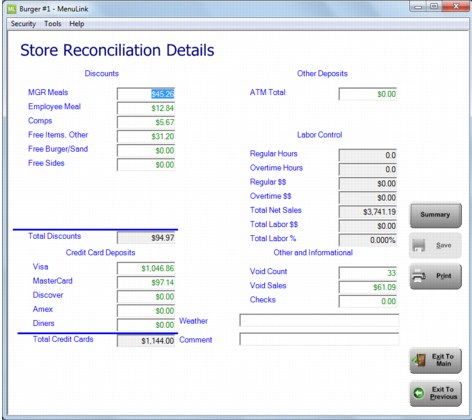 Burger #1 - MenuLink
Security Tools Help
Store Reconciliation Details
Discounts
MGR Meals $45.26
Employee Meal $12.84
Comps $5.67
Free Items, Other $31.20
Free Burger/Sand $0.00
Free Sides $0.00
Total Discounts $94.97
Credit Card Deposits
Visa $1,046.86
MasterCard $97.14
Discover $0.00
Amex $0.00
Diners $0.00
Total Credit Cards $1,144.00
Other Deposits
ATM Total $0.00
Labor Control
Regular Hours 0.0
Overtime Hours 0.0
Regular $$ $0.00
Overtime $$ $0.00
Total Net Sales $3,741.19
Total Labor $$ $0.00
Total Labor % 0.000%
Other and Informational
Void Count 33
Void Sales $61.09
Checks 0.00
Weather
Comment
Summary
Save
Print
Exit To
Main
Exit To
Previous